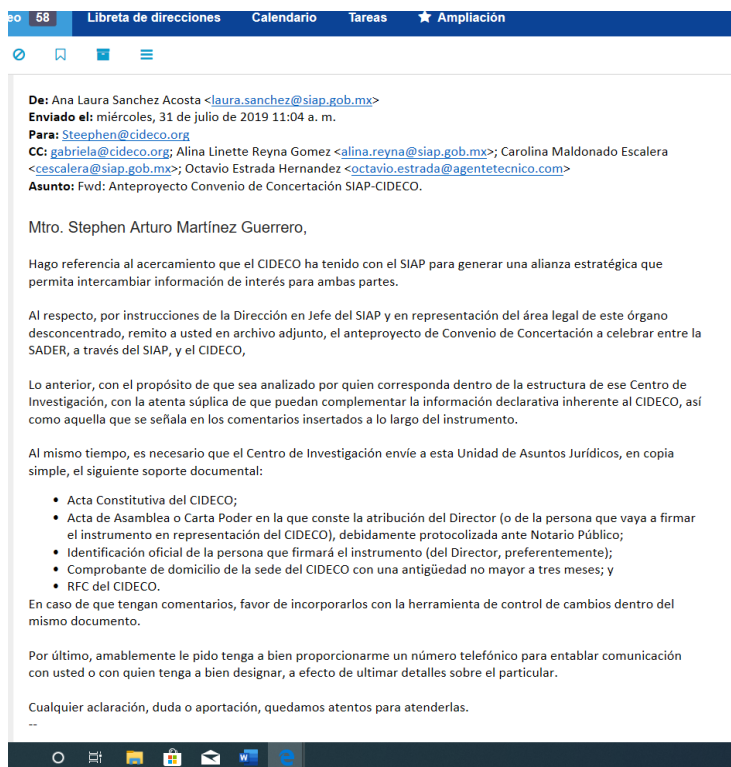 eo 58 Libreta de direcciones Calendario Tareas Ampliación
De: Ana Laura Sanchez Acosta <laura.sanchez@siap.gob.mx>
Enviado el: miércoles, 31 de julio de 2019 11:04 a. m.
Para: Steephen@cideco.org
CC: gabriela@cideco.org; Alina Linette Reyna Gomez <alina.reyna@siap.gob.mx>; Carolina Maldonado Escalera
<cescalera@siap.gob.mx>; Octavio Estrada Hernandez <octavio.estrada@agentetecnico.com>
Asunto: Fwd: Anteproyecto Convenio de Concertación SIAP-CIDECO.
Mtro. Stephen Arturo Martínez Guerrero,
Hago referencia al acercamiento que el CIDECO ha tenido con el SIAP para generar una alianza estratégica que
permita intercambiar información de interés para ambas partes.
Al respecto, por instrucciones de la Dirección en Jefe del SIAP y en representación del área legal de este órgano
desconcentrado, remito a usted en archivo adjunto, el anteproyecto de Convenio de Concertación a celebrar entre la
SADER, a través del SIAP, y el CIDECO,
Lo anterior, con el propósito de que sea analizado por quien corresponda dentro de la estructura de ese Centro de
Investigación, con la atenta súplica de que puedan complementar la información declarativa inherente al CIDECO, así
como aquella que se señala en los comentarios insertados a lo largo del instrumento.
Al mismo tiempo, es necesario que el Centro de Investigación envíe a esta Unidad de Asuntos Jurídicos, en copia
simple, el siguiente soporte documental:
• Acta Constitutiva del CIDECO;
• Acta de Asamblea o Carta Poder en la que conste la atribución del Director (o de la persona que vaya a firmar
el instrumento en representación del CIDECO), debidamente protocolizada ante Notario Público;
• Identificación oficial de la persona que firmará el instrumento (del Director, preferentemente);
• Comprobante de domicilio de la sede del CIDECO con una antigüedad no mayor a tres meses; y
• RFC del CIDECO.
En caso de que tengan comentarios, favor de incorporarlos con la herramienta de control de cambios dentro del
mismo documento.
Por último, amablemente le pido tenga a bien proporcionarme un número telefónico para entablar comunicación
con usted o con quien tenga a bien designar, a efecto de ultimar detalles sobre el particular.
Cualquier aclaración, duda o aportación, quedamos atentos para atenderlas.
--